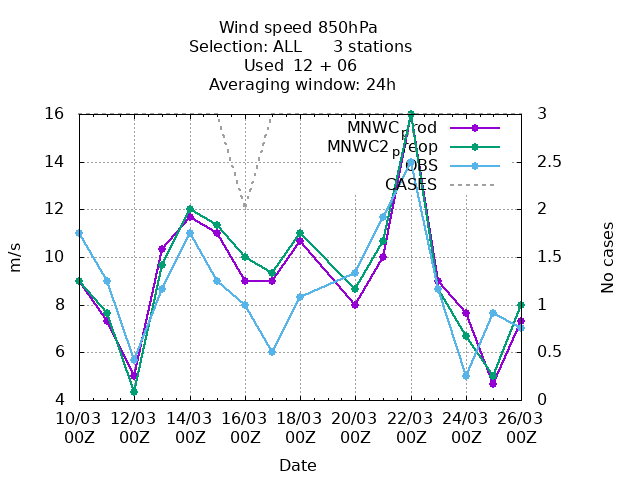 Wind speed 850hPa
Selection: ALL 3 stations
Used 12 + 06
Averaging window: 24h
MNWC_prod
MNWC2_preop
OBS
CASES
16
14
12
10
8
6
4
m/s
3
2.5
2
1.5
1
0.5
0
No cases
10/03 12/03 14/03 16/03 18/03 20/03 22/03 24/03 26/03
00Z 00Z 00Z 00Z 00Z 00Z 00Z 00Z 00Z
Date